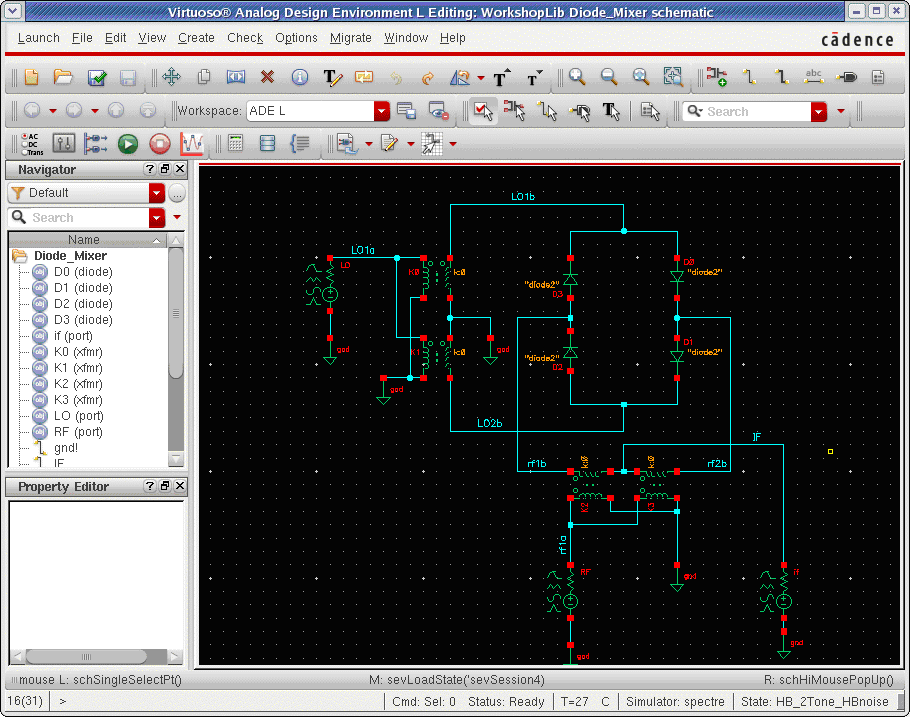 Virtuoso® Analog Design Environment L Editing: WorkshopLib Diode_Mixer schematic
Launch File Edit View Create Check Options Migrate Window Help
cādence
abc
Workspace: ADE L
Search
AC
DC
Trans
Navigator
Default
Search
Name
Diode_Mixer
D0 (diode)
D1 (diode)
D2 (diode)
D3 (diode)
if (port)
K0 (xfmr)
K1 (xfmr)
K2 (xfmr)
K3 (xfmr)
LO (port)
RF (port)
gnd!
IF
Property Editor
LO1b
LO1a
LO
K0
k:0
D0
"diode2"
"diode2"
D3
gnd
K1
k:0
gnd
gnd
"diode2"
D2
D1
"diode2"
LO2b
IF
rf1b
k:0
k:0
rf2b
K2
K3
rf1a
RF
gnd
if
gnd
gnd
mouse L: schSingleSelectPt()
M: sevLoadState('sevSession4)
R: schHiMousePopUp()
16(31) >
Cmd: Sel: 0 Status: Ready T=27 C Simulator: spectre State: HB_2Tone_HBnoise